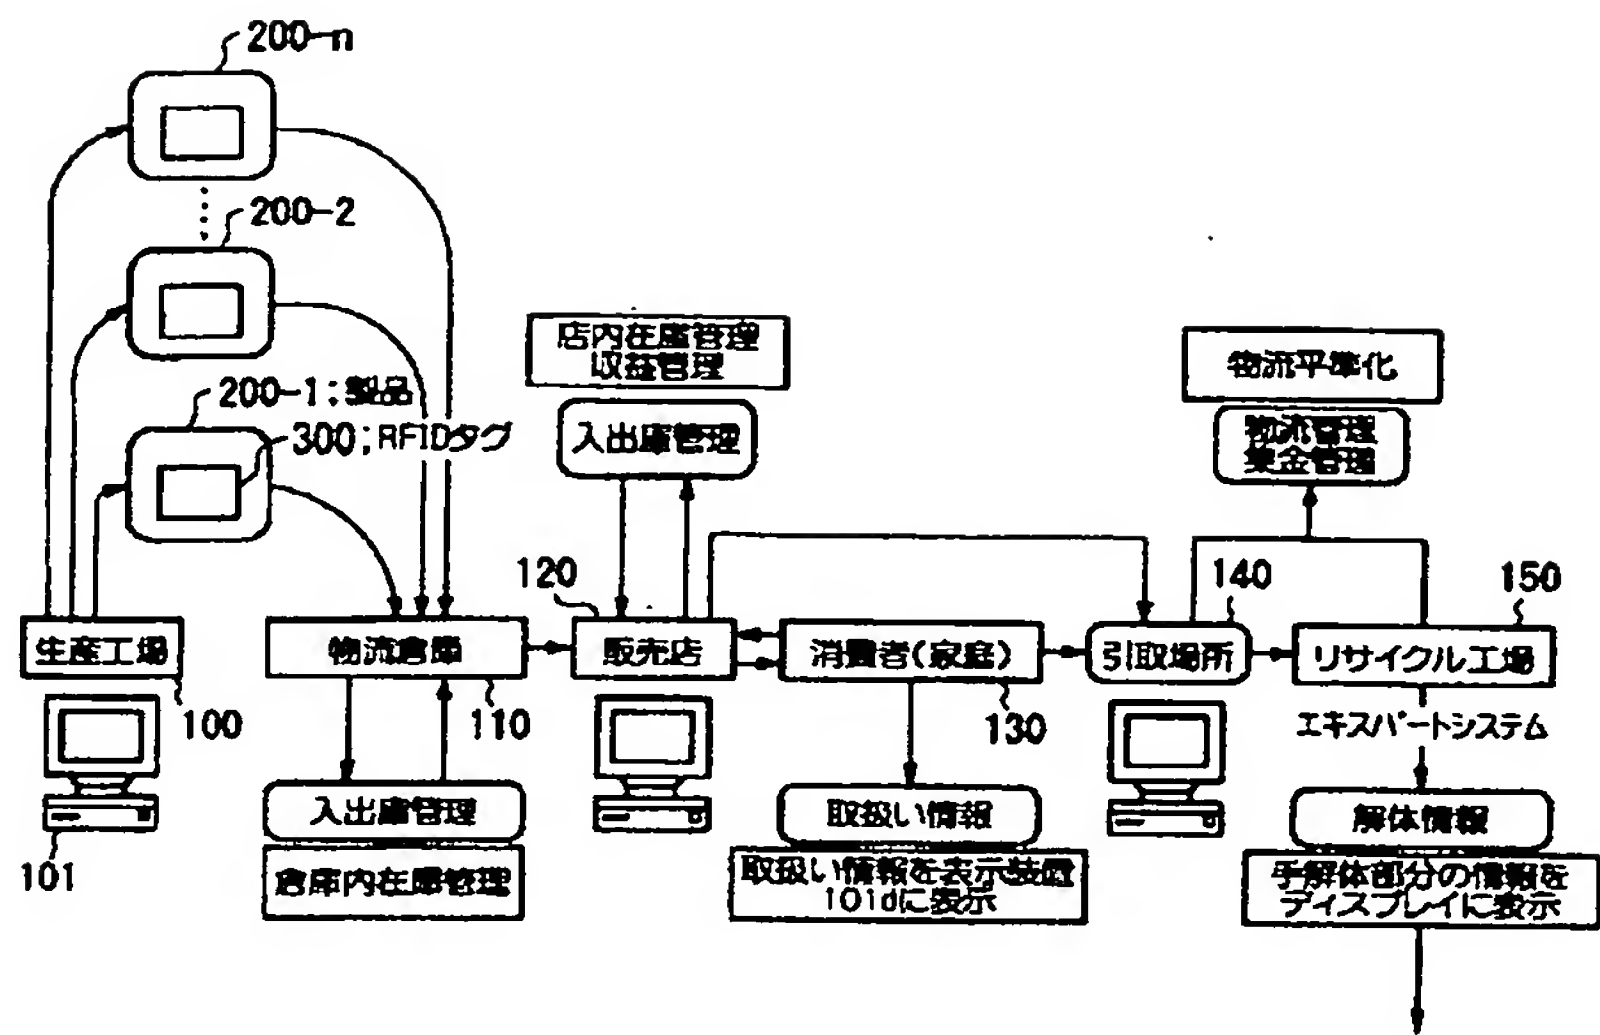 200-n
200-2
200-1;製品
300;RFIDタグ
店内在庫管理
収益管理
入出庫管理
物流平準化
物流管理
集金管理
120
140
150
生産工場
物流倉庫
販売店
消費者(家庭)
引取場所
リサイクル工場
100
110
130
エキスパートシステム
101
入出庫管理
倉庫内在庫管理
取扱い情報
取扱い情報を表示装置
101dに表示
解体情報
手解体部分の情報を
ディスプレイに表示